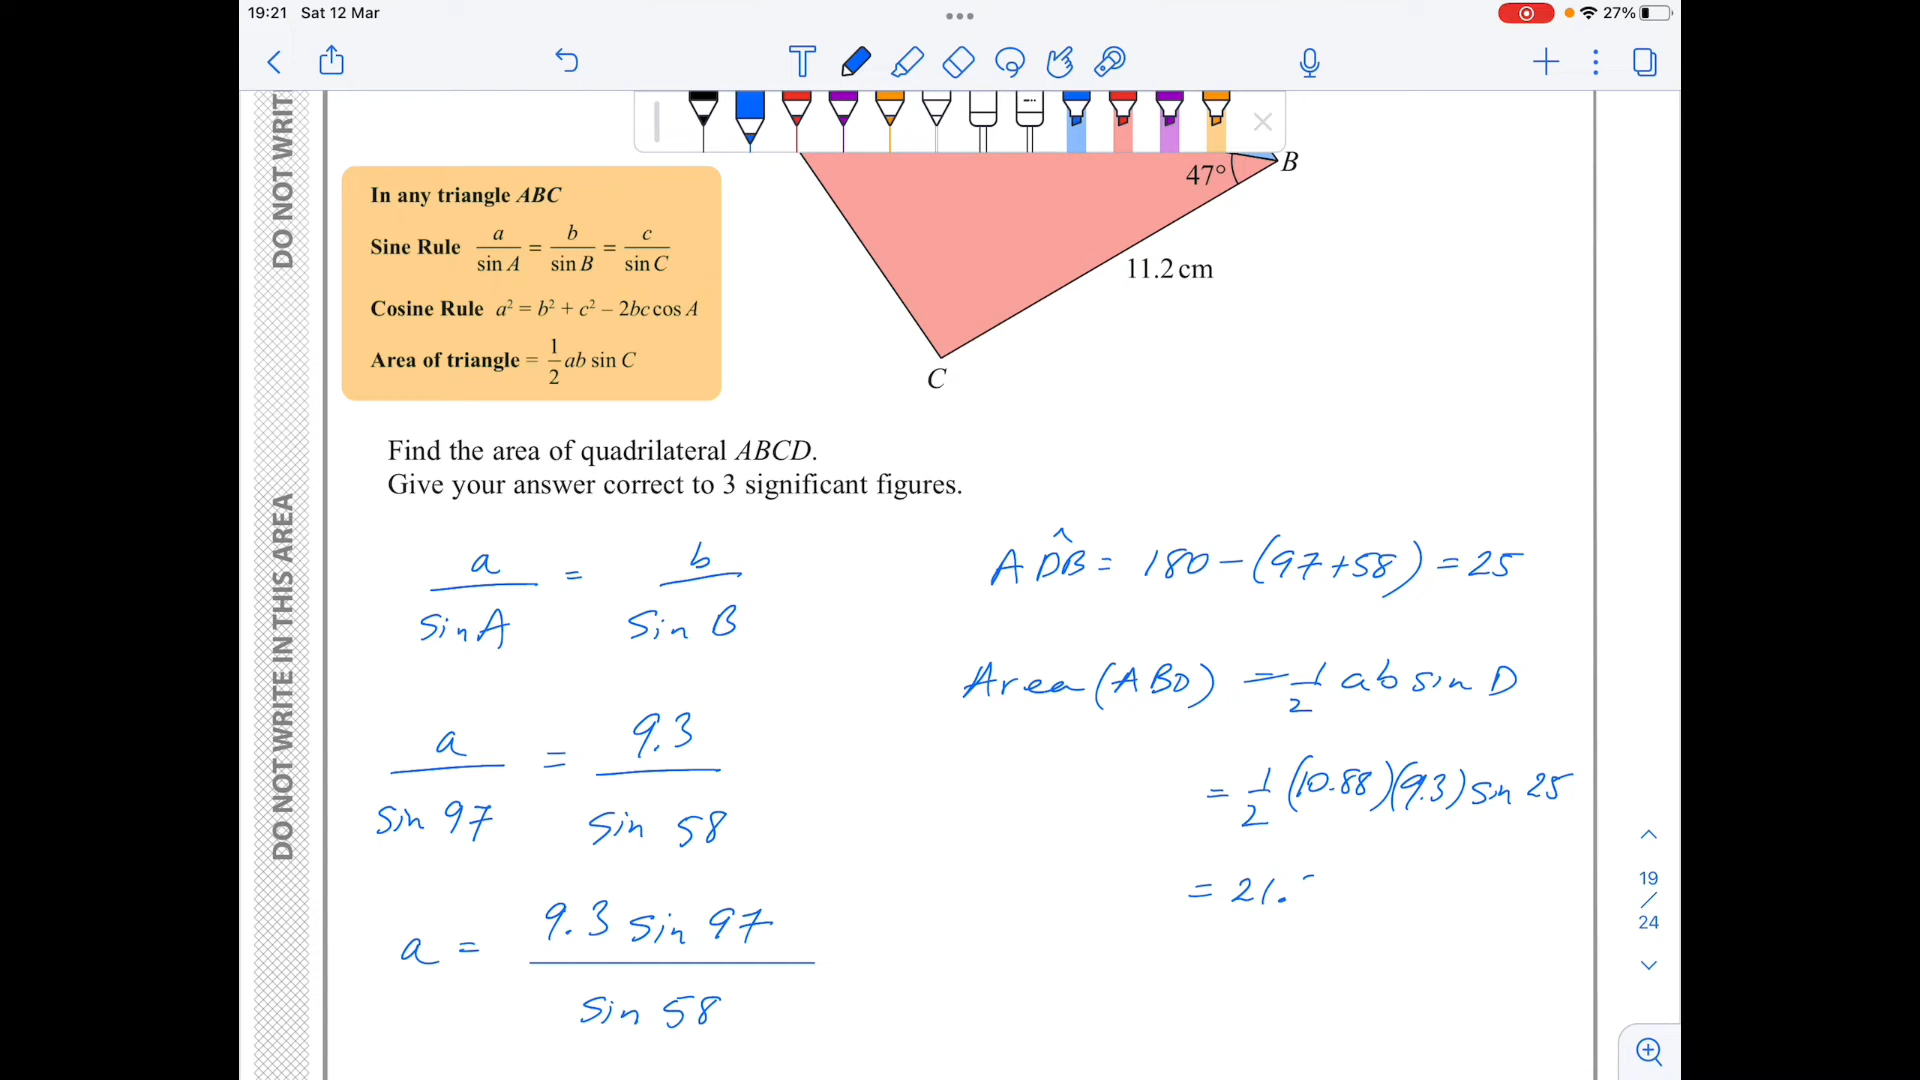 19:21 Sat 12 Mar
27%
T
DO NOT WRIT
In any triangle ABC
Sine Rule a/sin A = b/sin B = c/sin C
Cosine Rule a² = b² + c² – 2bc cos A
Area of triangle = 1/2 ab sin C
47°
B
11.2 cm
C
Find the area of quadrilateral ABCD.
Give your answer correct to 3 significant figures.
DO NOT WRITE IN THIS AREA
a/sin A = b/sin B
a/sin 97 = 9.3/sin 58
a = 9.3 sin 97/sin 58
AD̂B = 180 – (97+58) = 25
Area (ABD) = 1/2 ab sin D
= 1/2 (10.88)(9.3) sin 25
= 21.
19
/
24